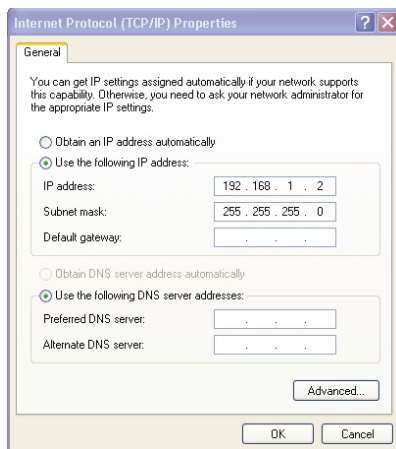 Internet Protocol (TCP/IP) Properties
General
You can get IP settings assigned automatically if your network supports
this capability. Otherwise, you need to ask your network administrator for
the appropriate IP settings.
Obtain an IP address automatically
Use the following IP address:
IP address: 192 . 168 . 1 . 2
Subnet mask: 255 . 255 . 255 . 0
Default gateway: . . .
Obtain DNS server address automatically
Use the following DNS server addresses:
Preferred DNS server: . . .
Alternate DNS server: . . .
Advanced...
OK Cancel